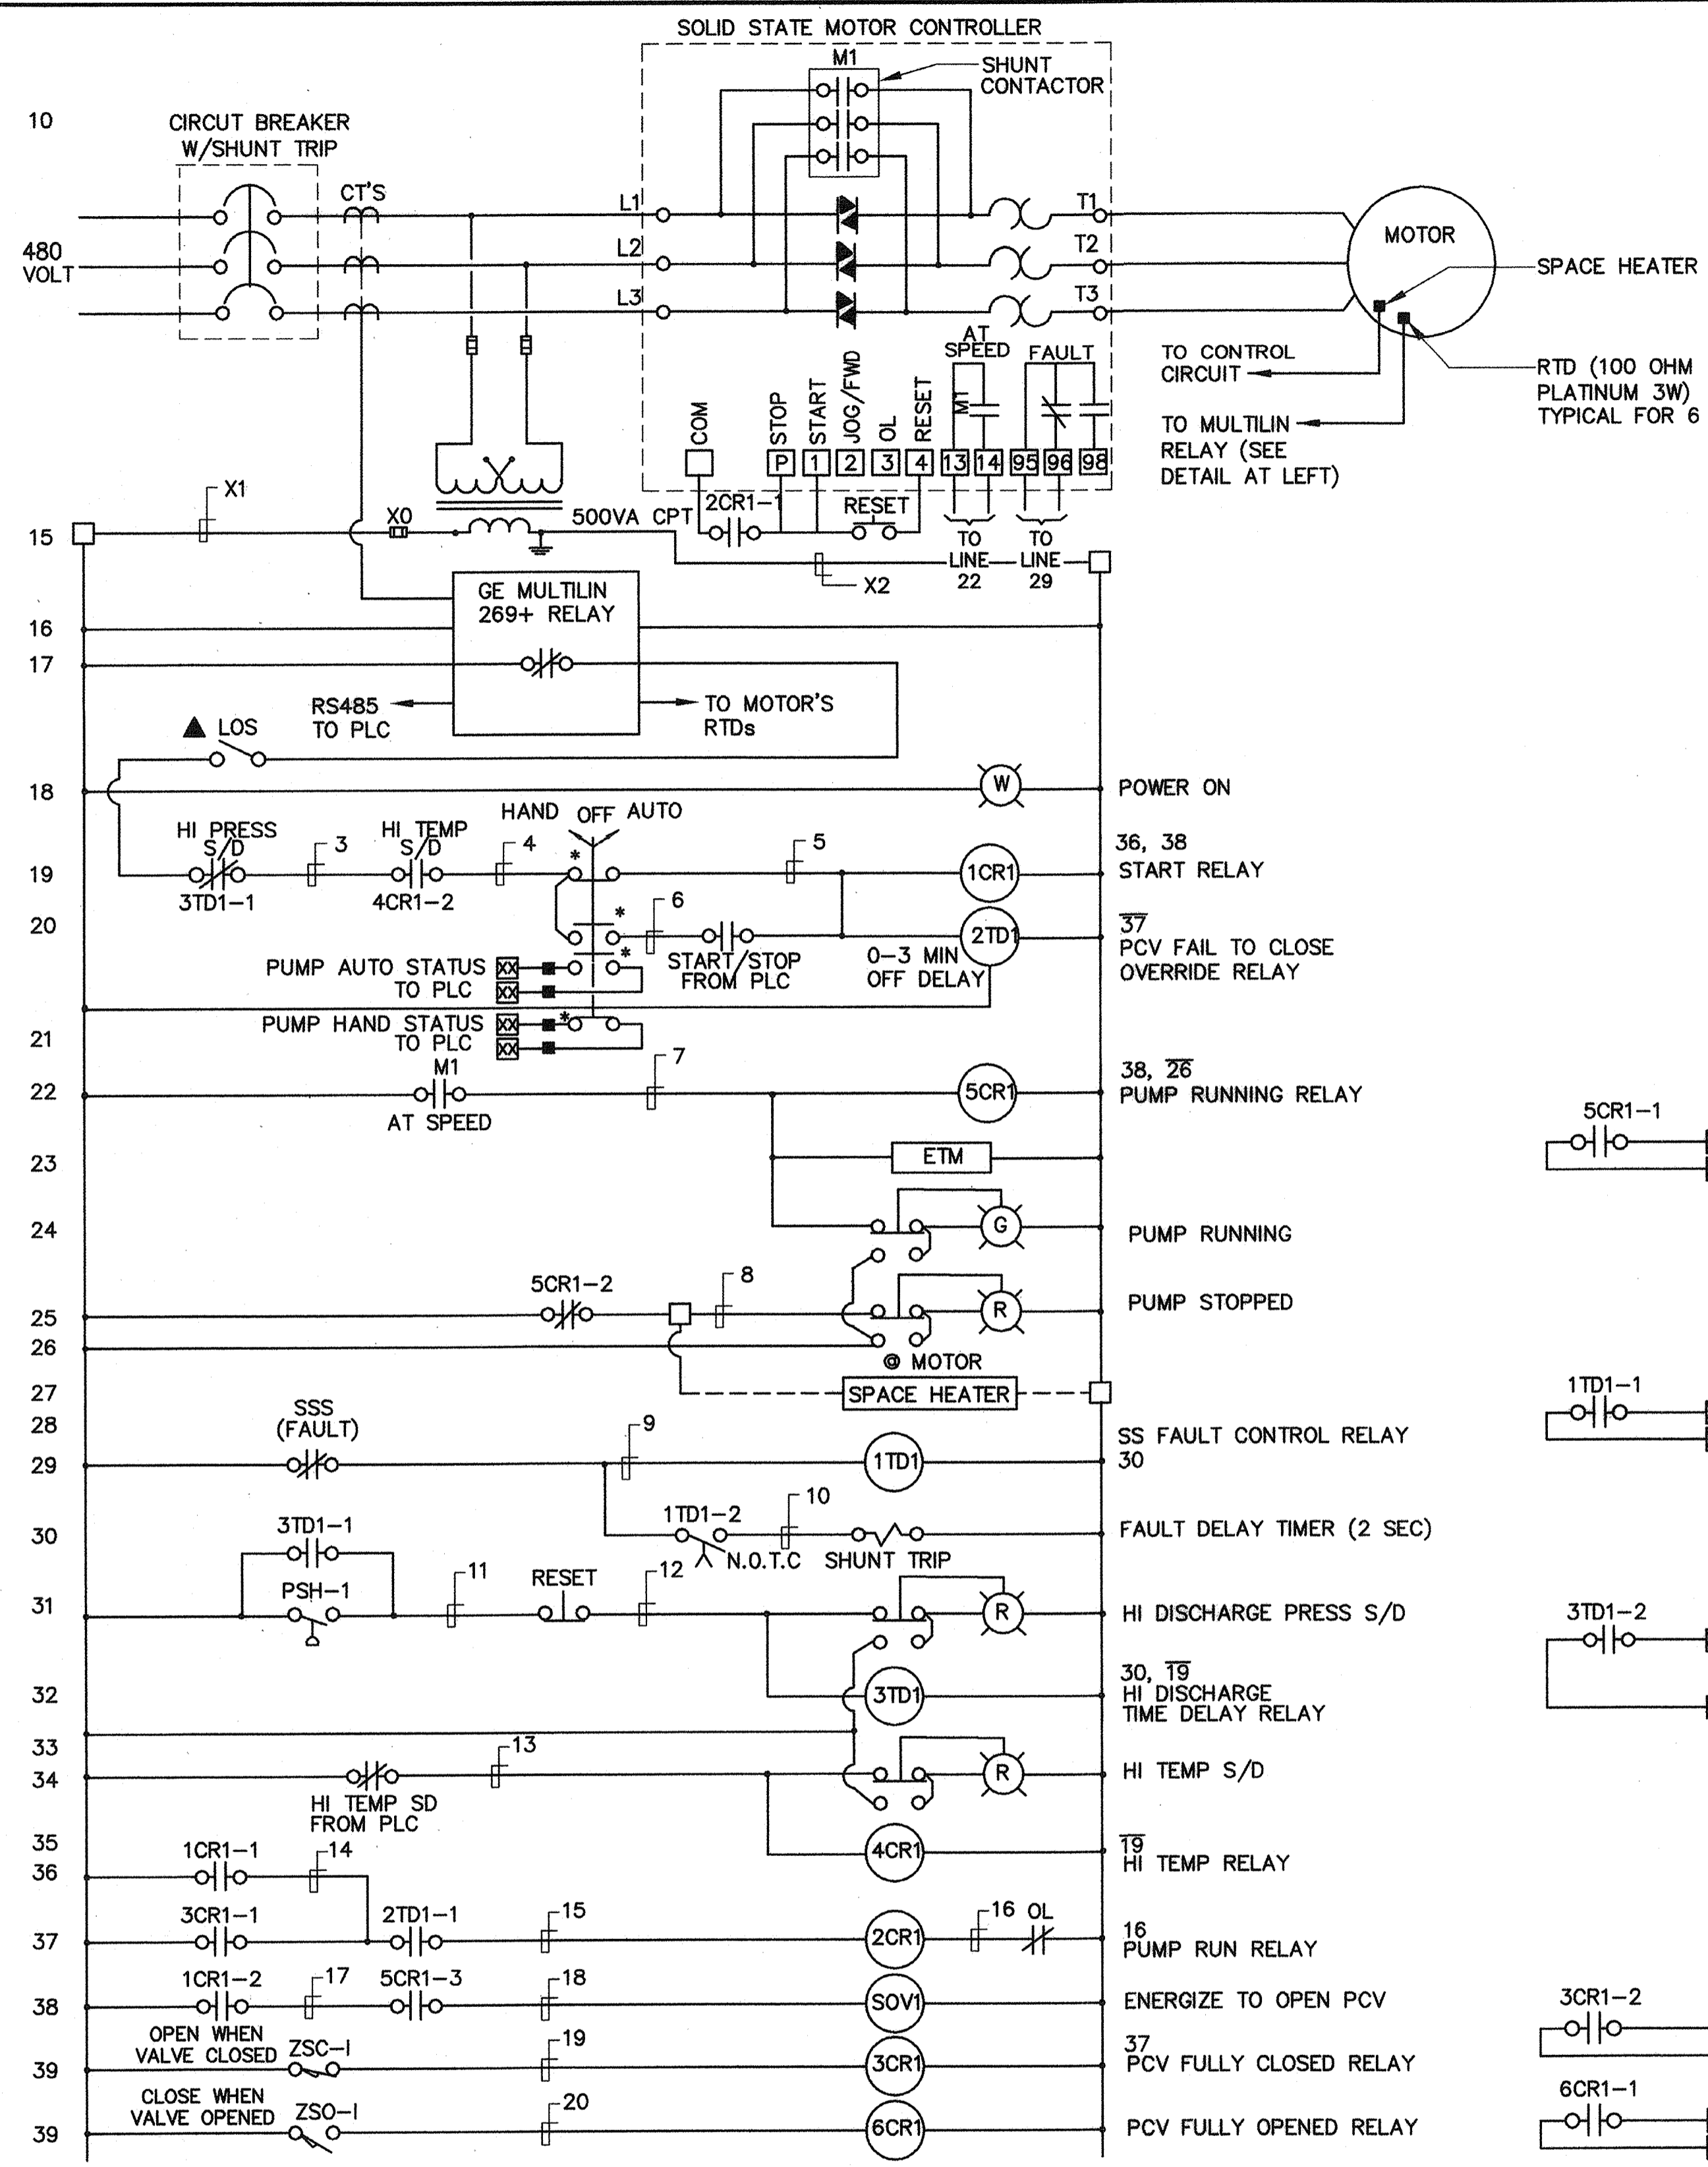 SOLID STATE MOTOR CONTROLLER
M1
SHUNT
CONTACTOR
10
CIRCUT BREAKER
W/SHUNT TRIP
CT'S
L1
T1
480
VOLT
L2
T2
MOTOR
L3
T3
SPACE HEATER
AT
SPEED
FAULT
TO CONTROL
CIRCUIT
RTD (100 OHM
PLATINUM 3W)
TYPICAL FOR 6
COM
STOP
START
JOG/FWD
OL
RESET
M1
TO MULTILIN
RELAY (SEE
DETAIL AT LEFT)
P 1 2 3 4 13 14 95 96 98
X1
2CR1-1
RESET
X0
500VA CPT
15
TO
LINE
22
TO
LINE
29
X2
GE MULTILIN
269+ RELAY
16
17
RS485
TO PLC
TO MOTOR'S
RTDs
LOS
18
W
POWER ON
HAND OFF AUTO
HI PRESS
S/D
HI TEMP
S/D
3
4
*
5
36, 38
19
1CR1
START RELAY
3TD1-1
4CR1-2
6
*
20
START/STOP
FROM PLC
0-3 MIN
OFF DELAY
2TD1
37
PCV FAIL TO CLOSE
OVERRIDE RELAY
*
PUMP AUTO STATUS
TO PLC
XX
XX
PUMP HAND STATUS
TO PLC
XX
XX
*
21
M1
7
38, 26
22
5CR1
PUMP RUNNING RELAY
AT SPEED
5CR1-1
23
ETM
24
G
PUMP RUNNING
5CR1-2
8
25
R
PUMP STOPPED
26
@ MOTOR
27
SPACE HEATER
1TD1-1
SSS
(FAULT)
28
9
SS FAULT CONTROL RELAY
29
1TD1
30
3TD1-1
1TD1-2
10
30
N.O.T.C
SHUNT TRIP
FAULT DELAY TIMER (2 SEC)
PSH-1
11
RESET
12
31
R
HI DISCHARGE PRESS S/D
3TD1-2
32
3TD1
30, 19
HI DISCHARGE
TIME DELAY RELAY
33
13
34
R
HI TEMP S/D
HI TEMP SD
FROM PLC
35
4CR1
19
HI TEMP RELAY
1CR1-1
14
36
3CR1-1
2TD1-1
15
16
OL
37
2CR1
16
PUMP RUN RELAY
1CR1-2
17
5CR1-3
18
38
SOV1
ENERGIZE TO OPEN PCV
3CR1-2
OPEN WHEN
VALVE CLOSED
ZSC-I
19
39
3CR1
37
PCV FULLY CLOSED RELAY
CLOSE WHEN
VALVE OPENED
ZSO-I
20
39
6CR1
PCV FULLY OPENED RELAY
6CR1-1